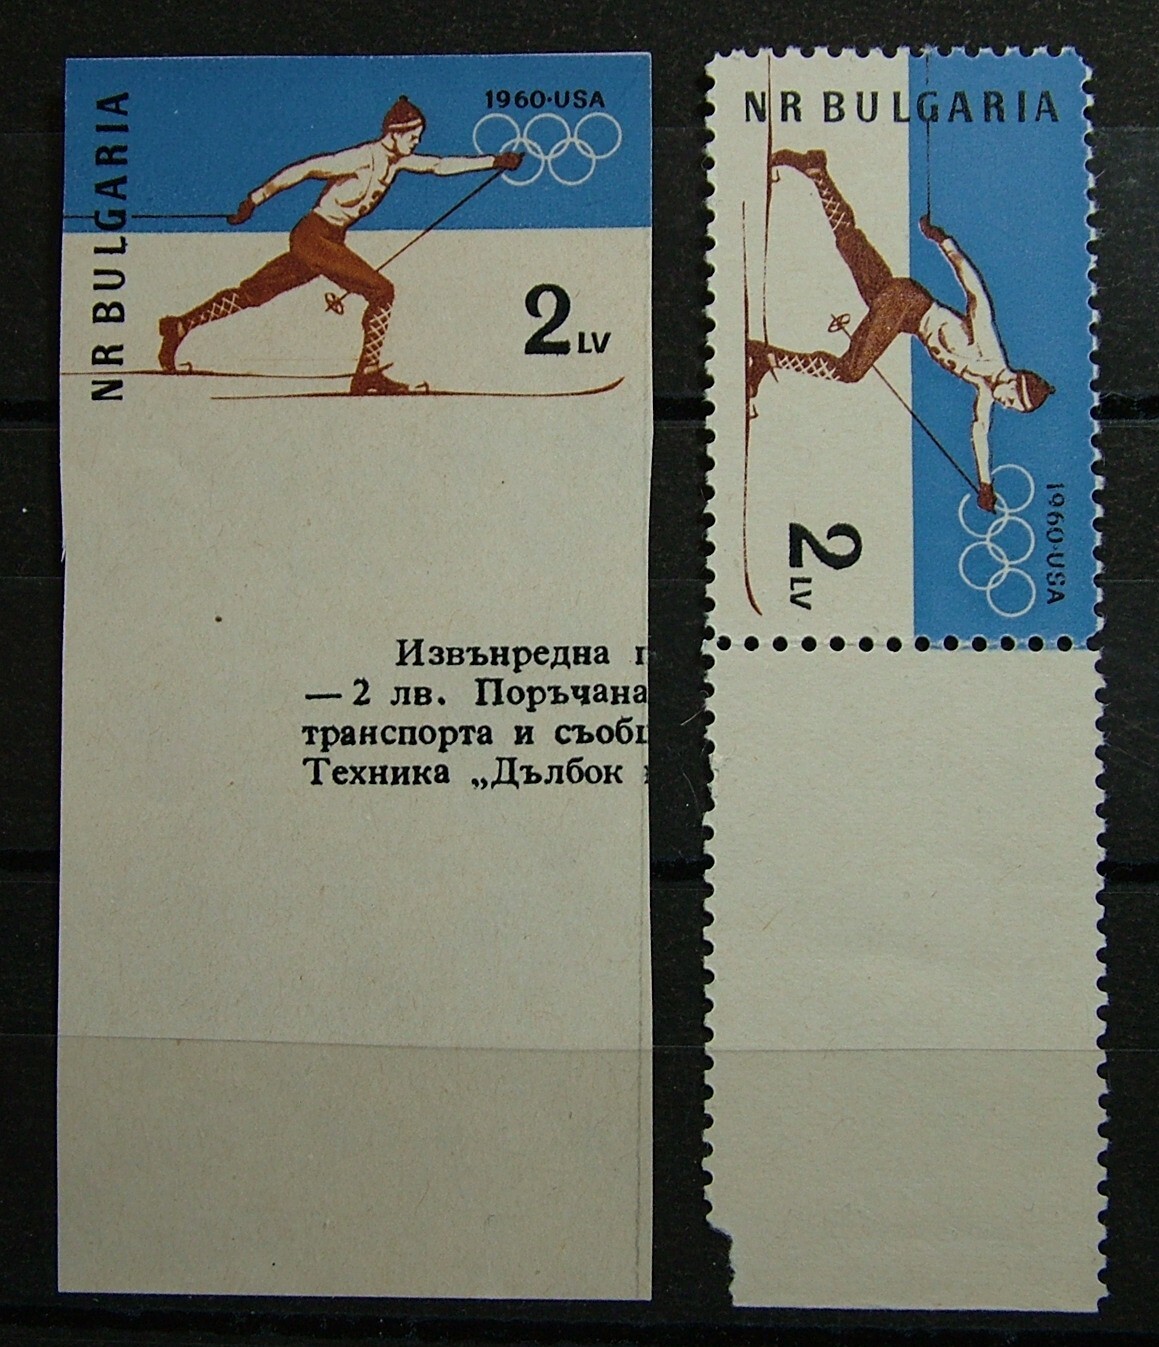 1960·USA
NR BULGARIA
2 LV
Извънредна
— 2 лв. Поръчана
транспорта и
Техника „Дълбок
NR BULGARIA
1960·USA
2 LV